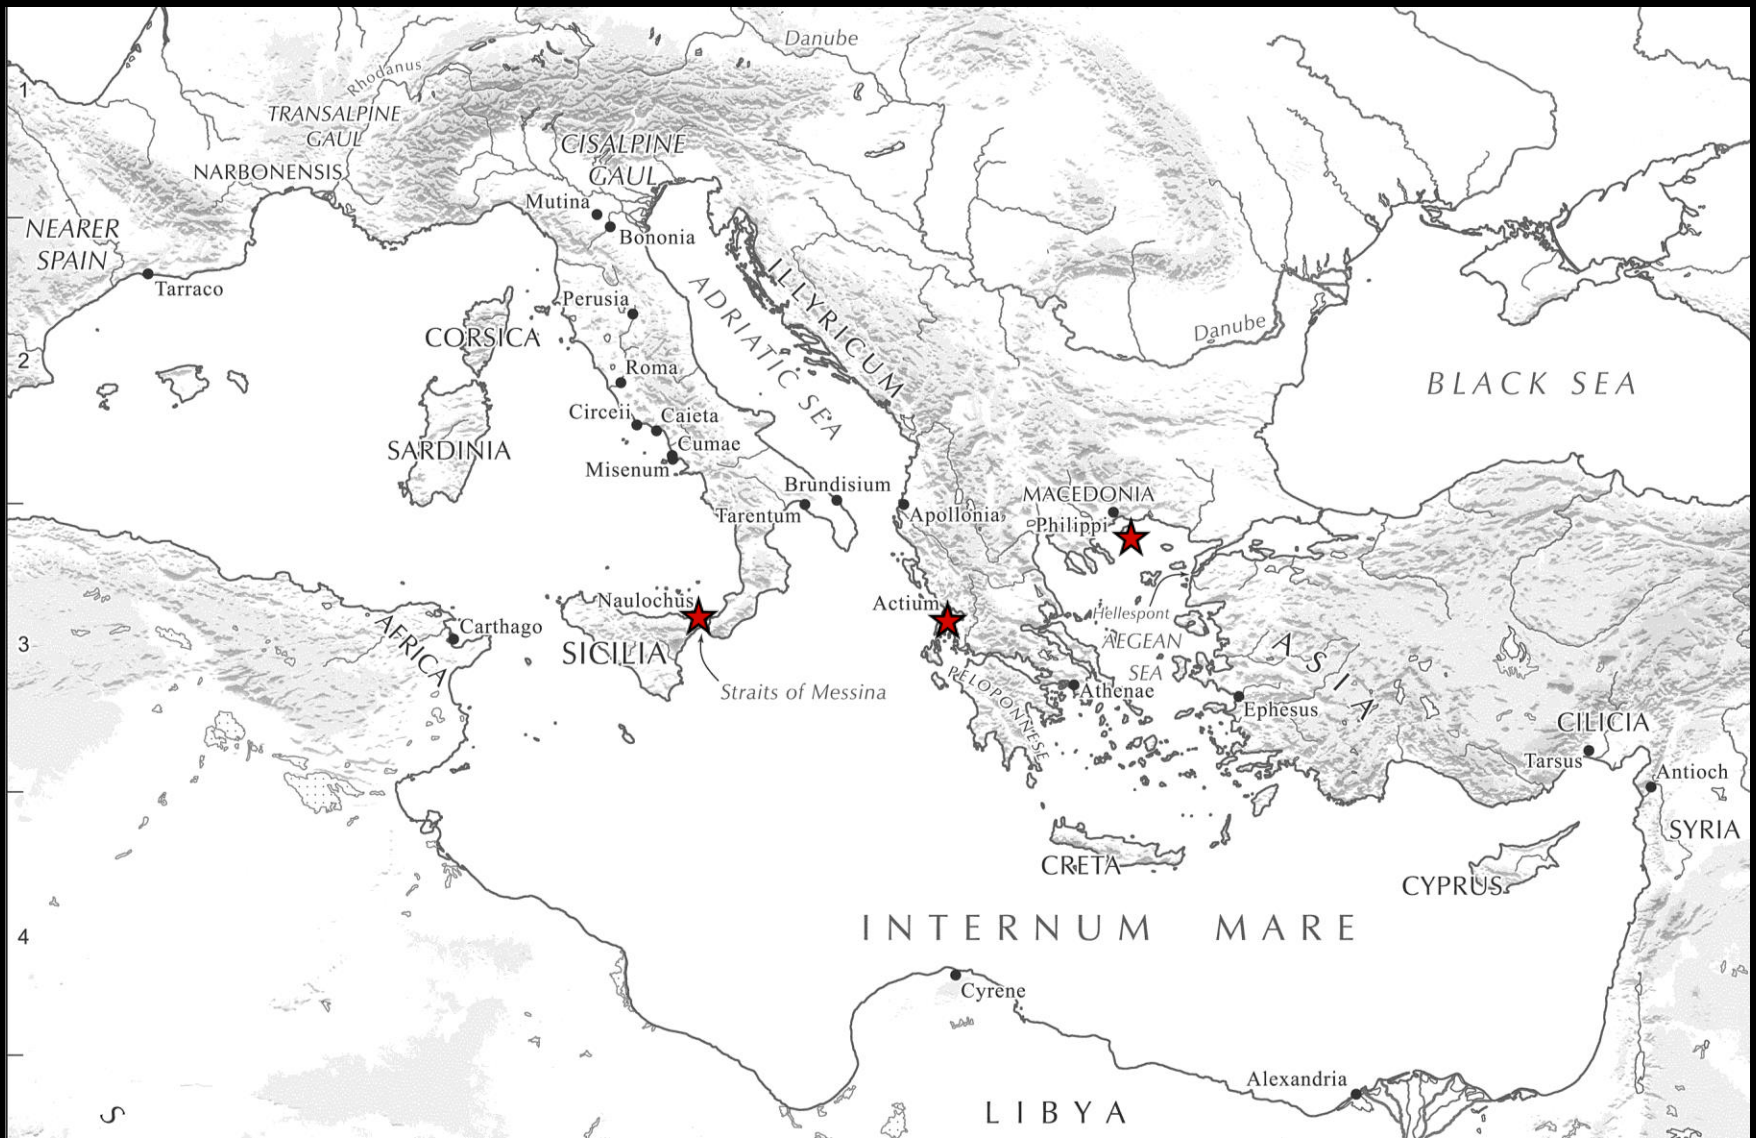 Danube
Rhodanus
1
TRANSALPINE
GAUL
CISALPINE
GAUL
NARBONENSIS
Mutina
NEARER
SPAIN
Bononia
Tarraco
ILLYRICUM
ADRIATIC SEA
Perusia
Danube
CORSICA
2
Roma
BLACK SEA
Circeii
Caieta
SARDINIA
Cumae
Misenum
Brundisium
MACEDONIA
Tarentum
Apollonia
Philippi
Naulochus
Actium
Hellespont
AFRICA
Carthago
3
SICILIA
AEGEAN
SEA
ASIA
Straits of Messina
PELOPONNESE
Athenae
Ephesus
CILICIA
Tarsus
Antioch
SYRIA
CRETA
CYPRUS
INTERNUM MARE
4
Cyrene
Alexandria
LIBYA
S